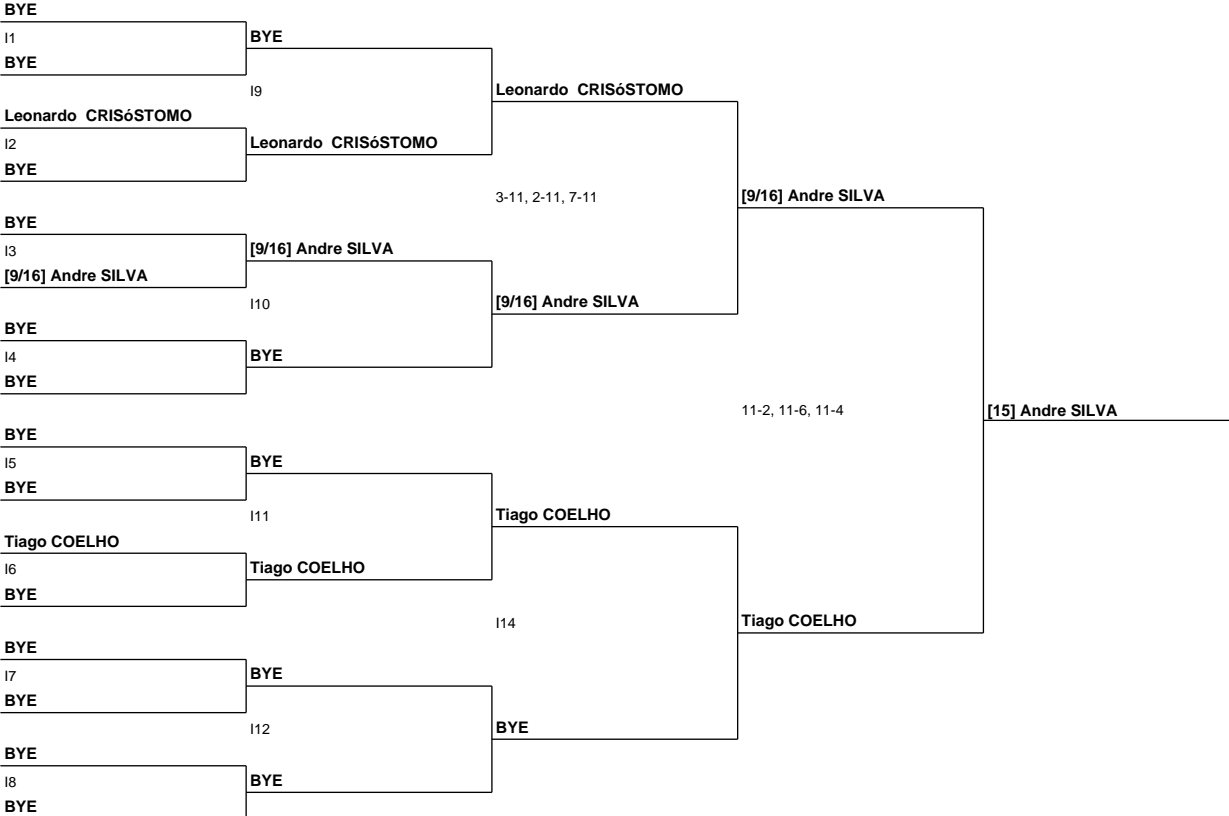 BYE
I1
BYE
BYE
I9
Leonardo CRISóSTOMO
Leonardo CRISóSTOMO
I2
Leonardo CRISóSTOMO
BYE
3-11, 2-11, 7-11
[9/16] Andre SILVA
BYE
I3
[9/16] Andre SILVA
[9/16] Andre SILVA
I10
[9/16] Andre SILVA
BYE
I4
BYE
BYE
11-2, 11-6, 11-4
[15] Andre SILVA
BYE
I5
BYE
BYE
I11
Tiago COELHO
Tiago COELHO
I6
Tiago COELHO
BYE
I14
Tiago COELHO
BYE
I7
BYE
BYE
I12
BYE
BYE
I8
BYE
BYE